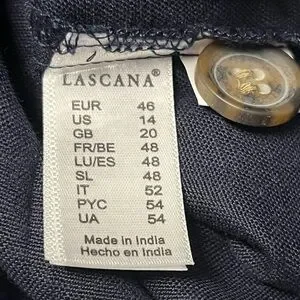 LASCANA®
EUR 46
US 14
GB 20
FR/BE 48
LU/ES 48
SL 48
IT 52
PYC 54
UA 54
Made in India
Hecho en India